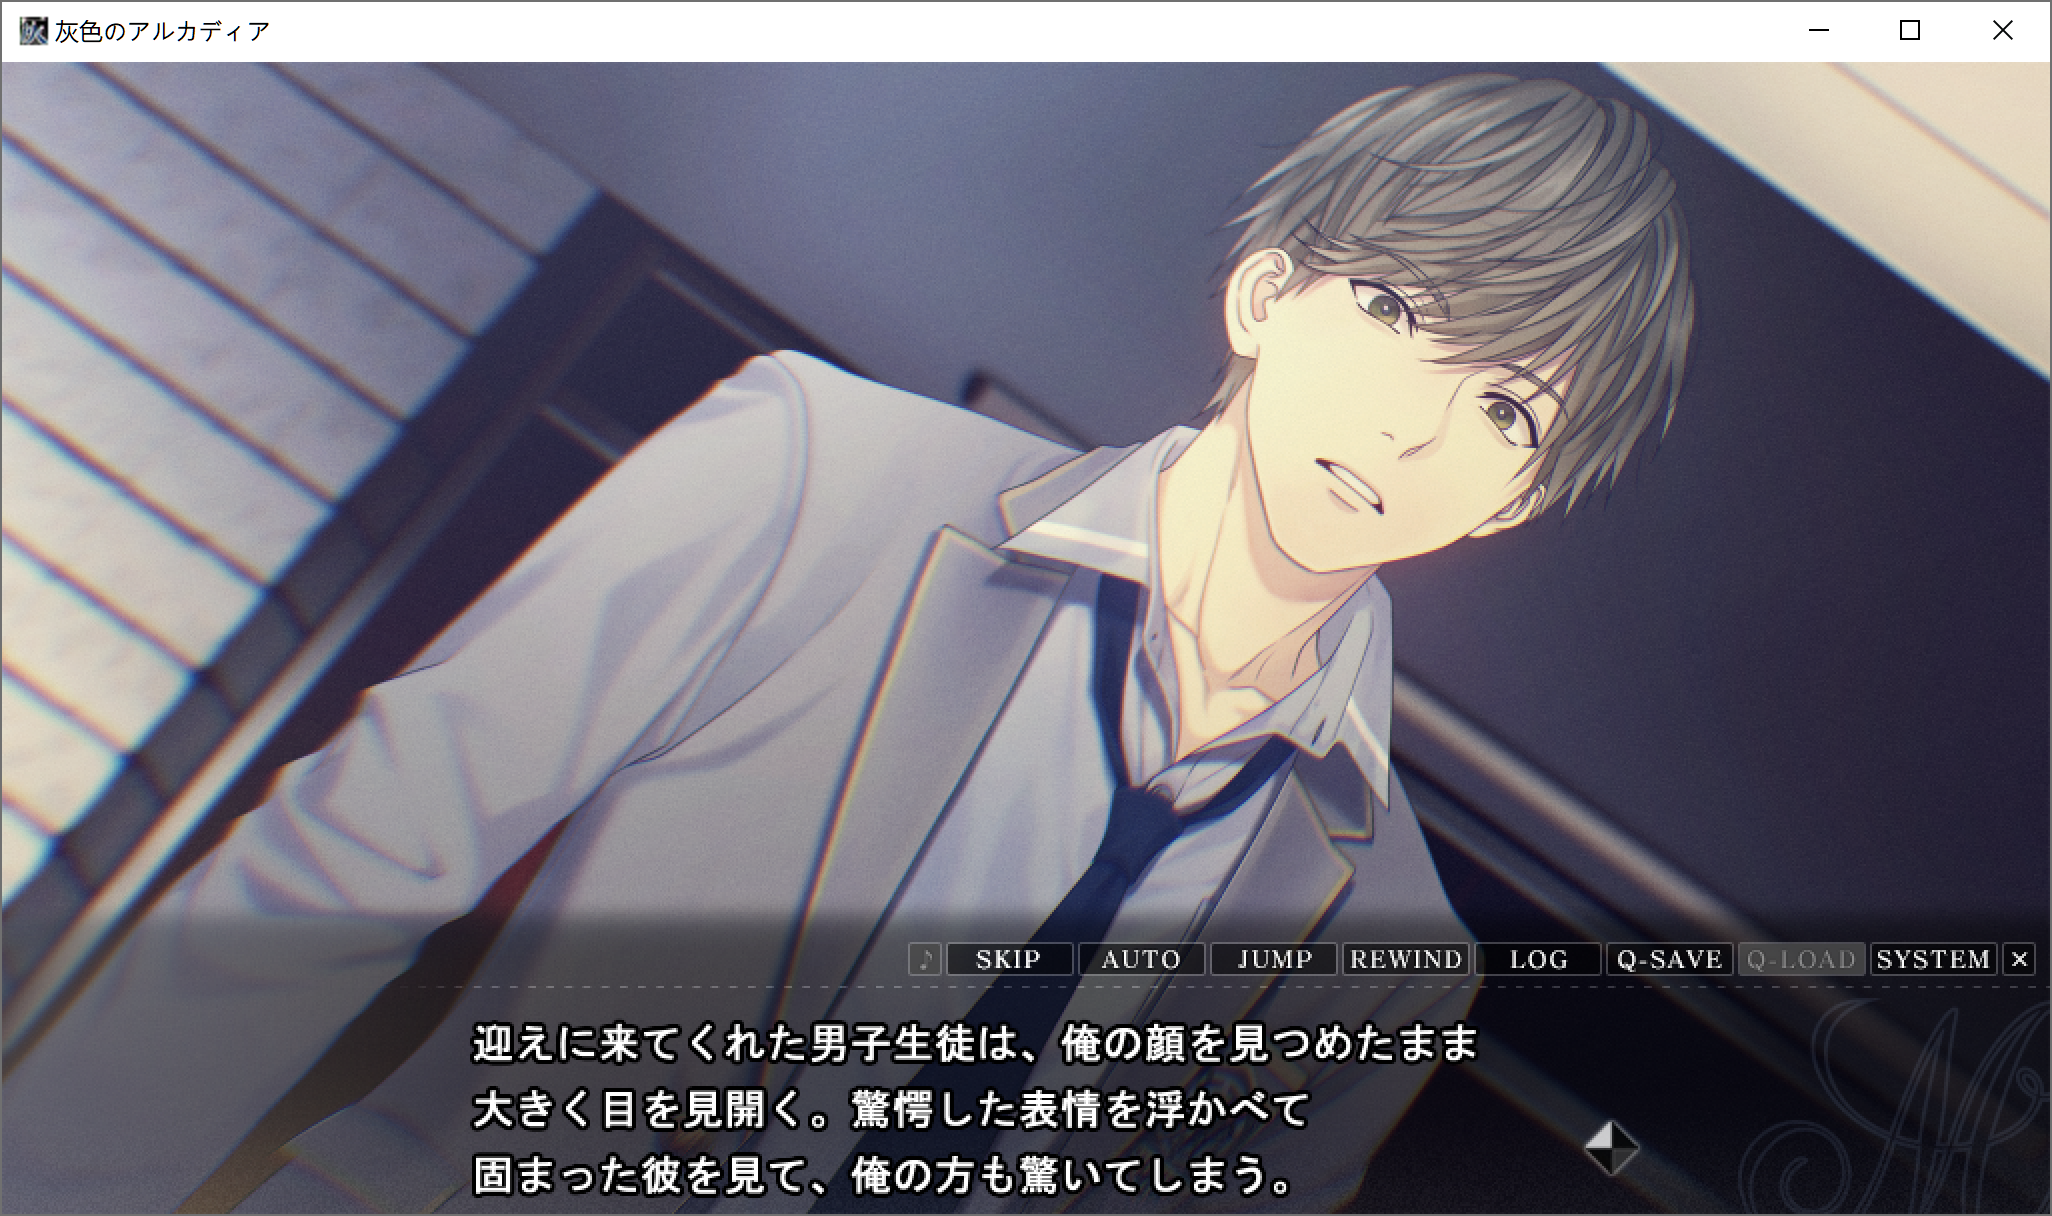 灰色のアルカディア
♪ SKIP AUTO JUMP REWIND LOG Q-SAVE Q-LOAD SYSTEM ×
迎えに来てくれた男子生徒は、俺の顔を見つめたまま
大きく目を見開く。驚愕した表情を浮かべて
固まった彼を見て、俺の方も驚いてしまう。